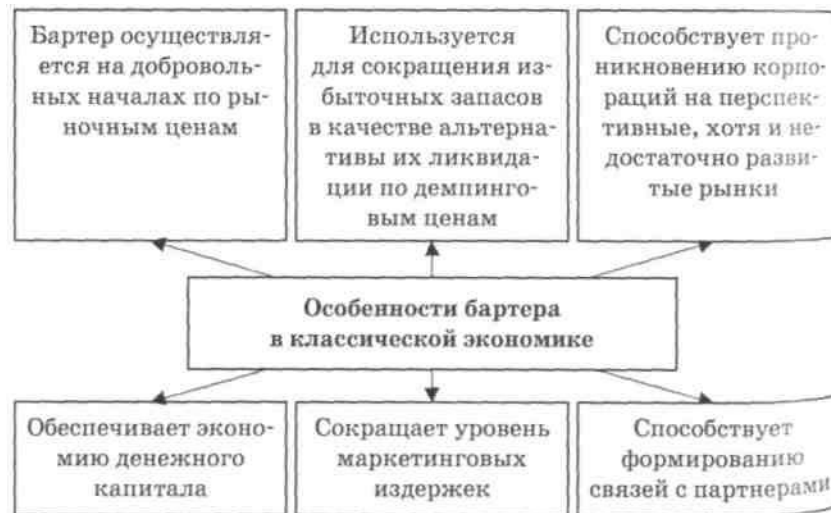 Бартер осуществля-
ется на доброволь-
ных началах по ры-
ночным ценам
Используется
для сокращения из-
быточных запасов
в качестве альтерна-
тивы их ликвида-
ции по демпинго-
вым ценам
Способствует про-
никновению корпо-
раций на перспек-
тивные, хотя и не-
достаточно разви-
тые рынки
Особенности бартера
в классической экономике
Обеспечивает эконо-
мию денежного
капитала
Сокращает уровень
маркетинговых
издержек
Способствует
формированию
связей с партнерами